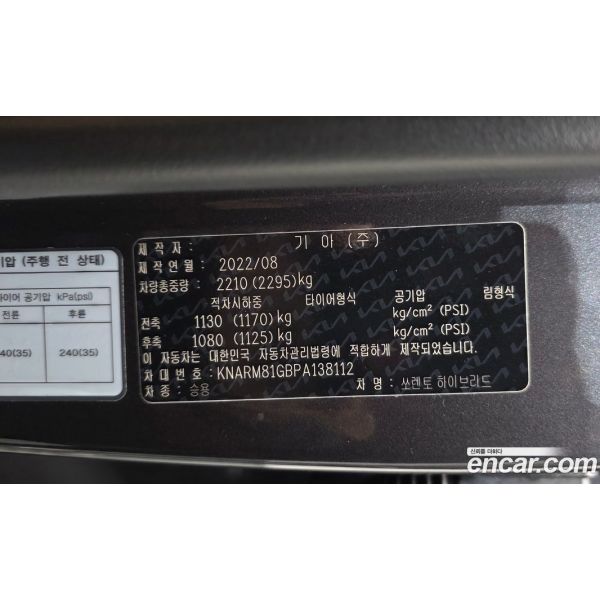 기압 (주행 전 상태)
타이어 공기압 kPa(psi)
전륜 후륜
40(35) 240(35)
제작자 : 기아 (주)
제작연월 : 2022/08
차량총중량 : 2210 (2295)kg
적차시하중 타이어형식 공기압 림형식
전축 1130 (1170)kg kg/cm² (PSI)
후축 1080 (1125)kg kg/cm² (PSI)
이 자동차는 대한민국 자동차관리법령에 적합하게 제작되었습니다.
차대번호 : KNARM81GBPA138112
차종 : 승용 차명 : 쏘렌토 하이브리드
신뢰를 더하다
encar.com